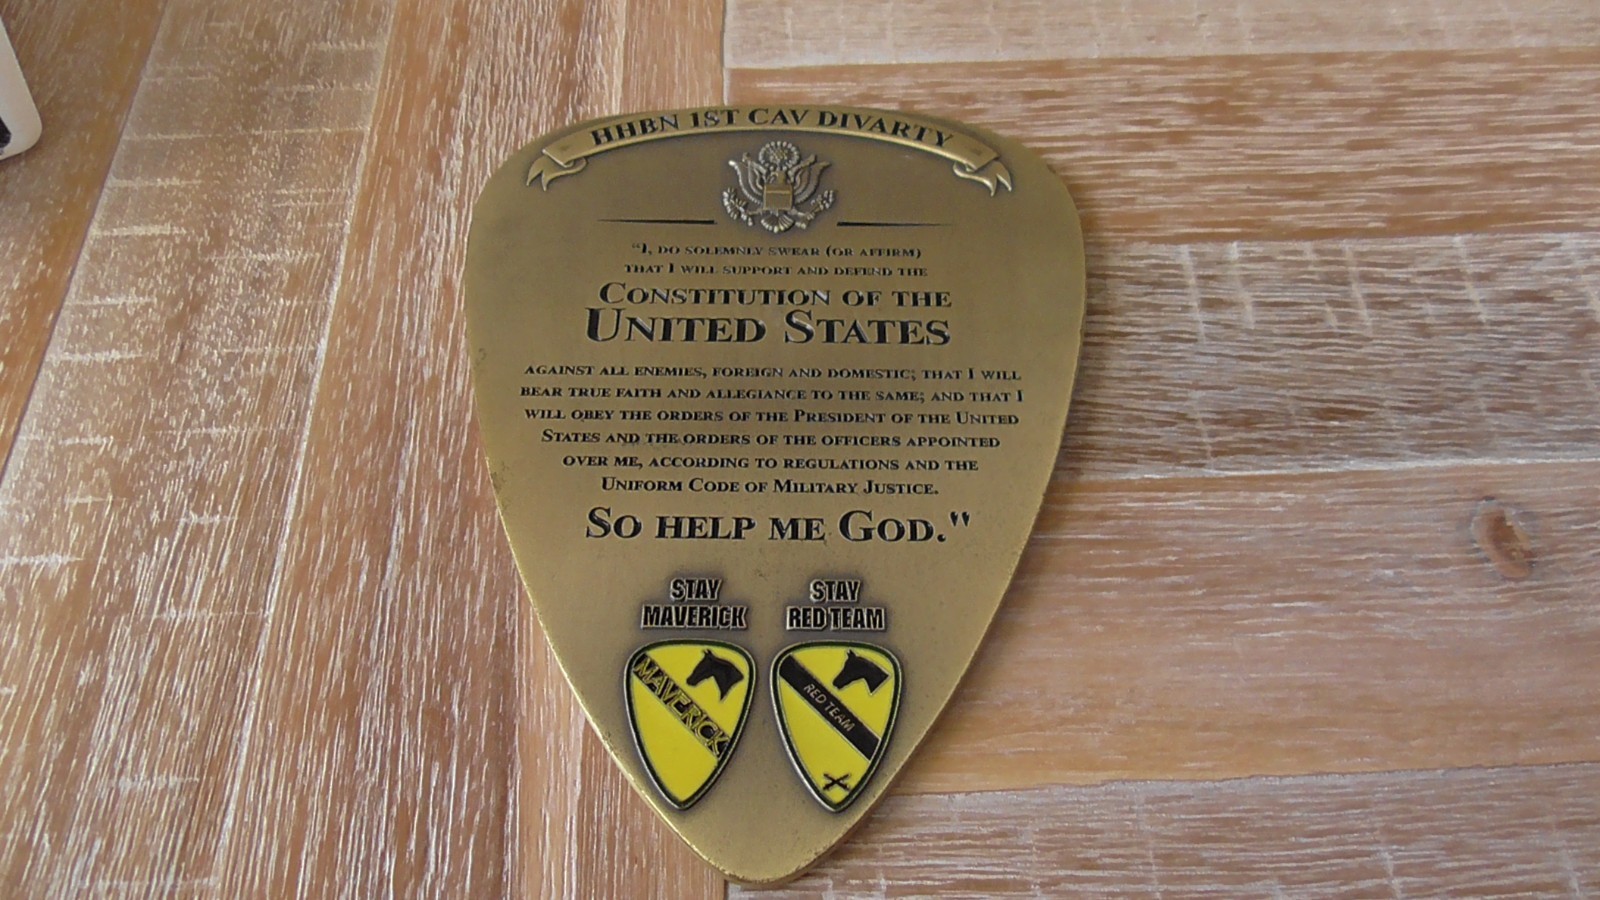 HHBN 1ST CAV DIVARTY
"I, DO SOLEMNLY SWEAR (OR AFFIRM)
THAT I WILL SUPPORT AND DEFEND THE
CONSTITUTION OF THE
UNITED STATES
AGAINST ALL ENEMIES, FOREIGN AND DOMESTIC; THAT I WILL
BEAR TRUE FAITH AND ALLEGIANCE TO THE SAME; AND THAT I
WILL OBEY THE ORDERS OF THE PRESIDENT OF THE UNITED
STATES AND THE ORDERS OF THE OFFICERS APPOINTED
OVER ME, ACCORDING TO REGULATIONS AND THE
UNIFORM CODE OF MILITARY JUSTICE.
SO HELP ME GOD."
STAY
MAVERICK
STAY
RED TEAM
MAVERICK
RED TEAM